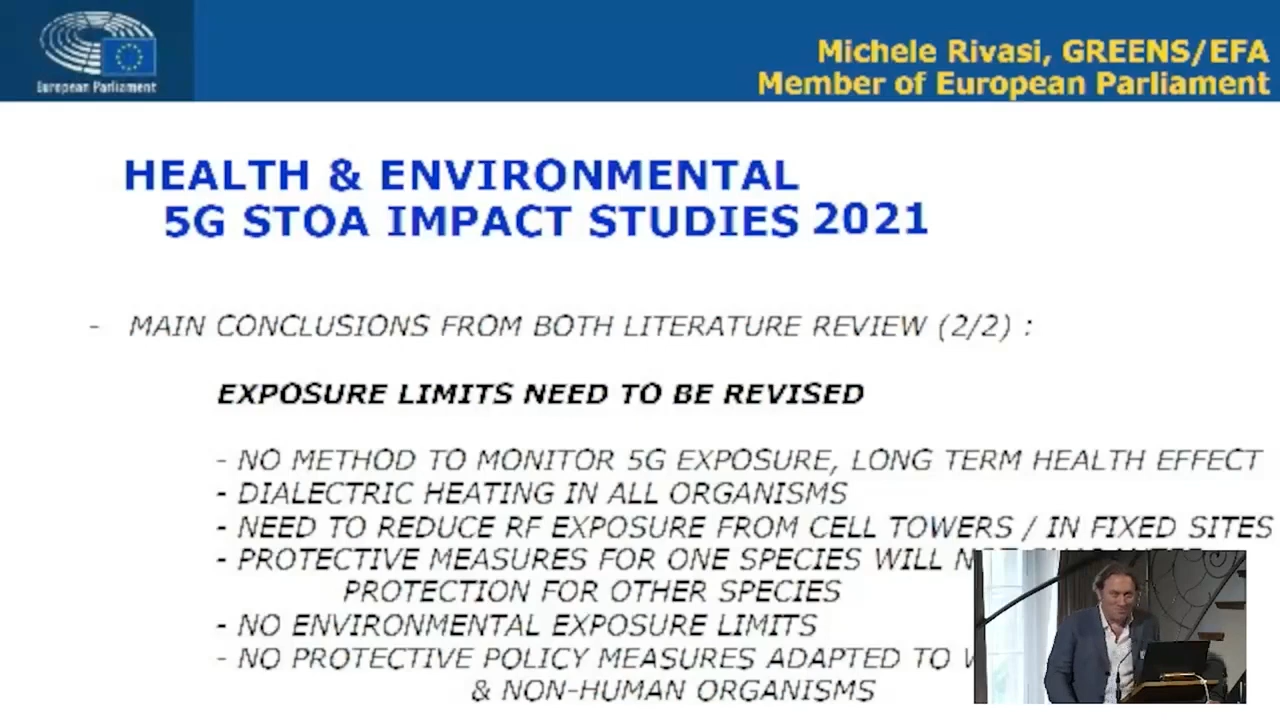 European Parliament
Michele Rivasi, GREENS/EFA
Member of European Parliament
HEALTH & ENVIRONMENTAL
5G STOA IMPACT STUDIES 2021
- MAIN CONCLUSIONS FROM BOTH LITERATURE REVIEW (2/2) :
EXPOSURE LIMITS NEED TO BE REVISED
- NO METHOD TO MONITOR 5G EXPOSURE, LONG TERM HEALTH EFFECT
- DIALECTRIC HEATING IN ALL ORGANISMS
- NEED TO REDUCE RF EXPOSURE FROM CELL TOWERS / IN FIXED SITES
- PROTECTIVE MEASURES FOR ONE SPECIES WILL
PROTECTION FOR OTHER SPECIES
- NO ENVIRONMENTAL EXPOSURE LIMITS
- NO PROTECTIVE POLICY MEASURES ADAPTED TO
& NON-HUMAN ORGANISMS